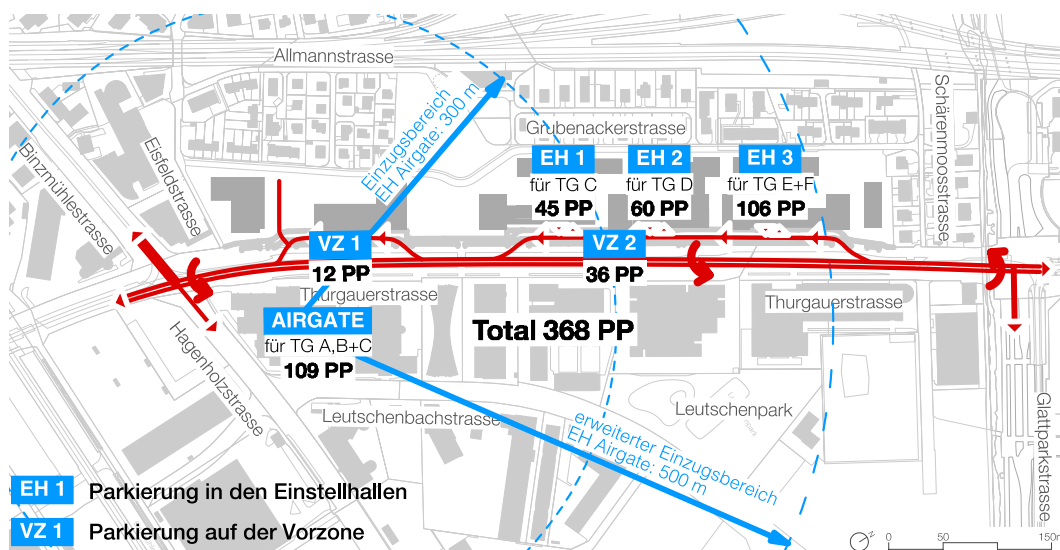 Allmannstrasse
Binzmühlestrasse
Eisfeldstrasse
Einzugsbereich
EH Airgate: 300 m
Grubenackerstrasse
Schärenmoosstrasse
EH 1
für TG C
45 PP
EH 2
für TG D
60 PP
EH 3
für TG E+F
106 PP
VZ 1
12 PP
VZ 2
36 PP
Thurgauerstrasse
Thurgauerstrasse
AIRGATE
für TG A,B+C
109 PP
Total 368 PP
Hagenholzstrasse
Leutschenbachstrasse
Leutschenpark
erweiterter Einzugsbereich
EH Airgate: 500 m
Glattparkstrasse
EH 1 Parkierung in den Einstellhallen
VZ 1 Parkierung auf der Vorzone
N
0 50 150